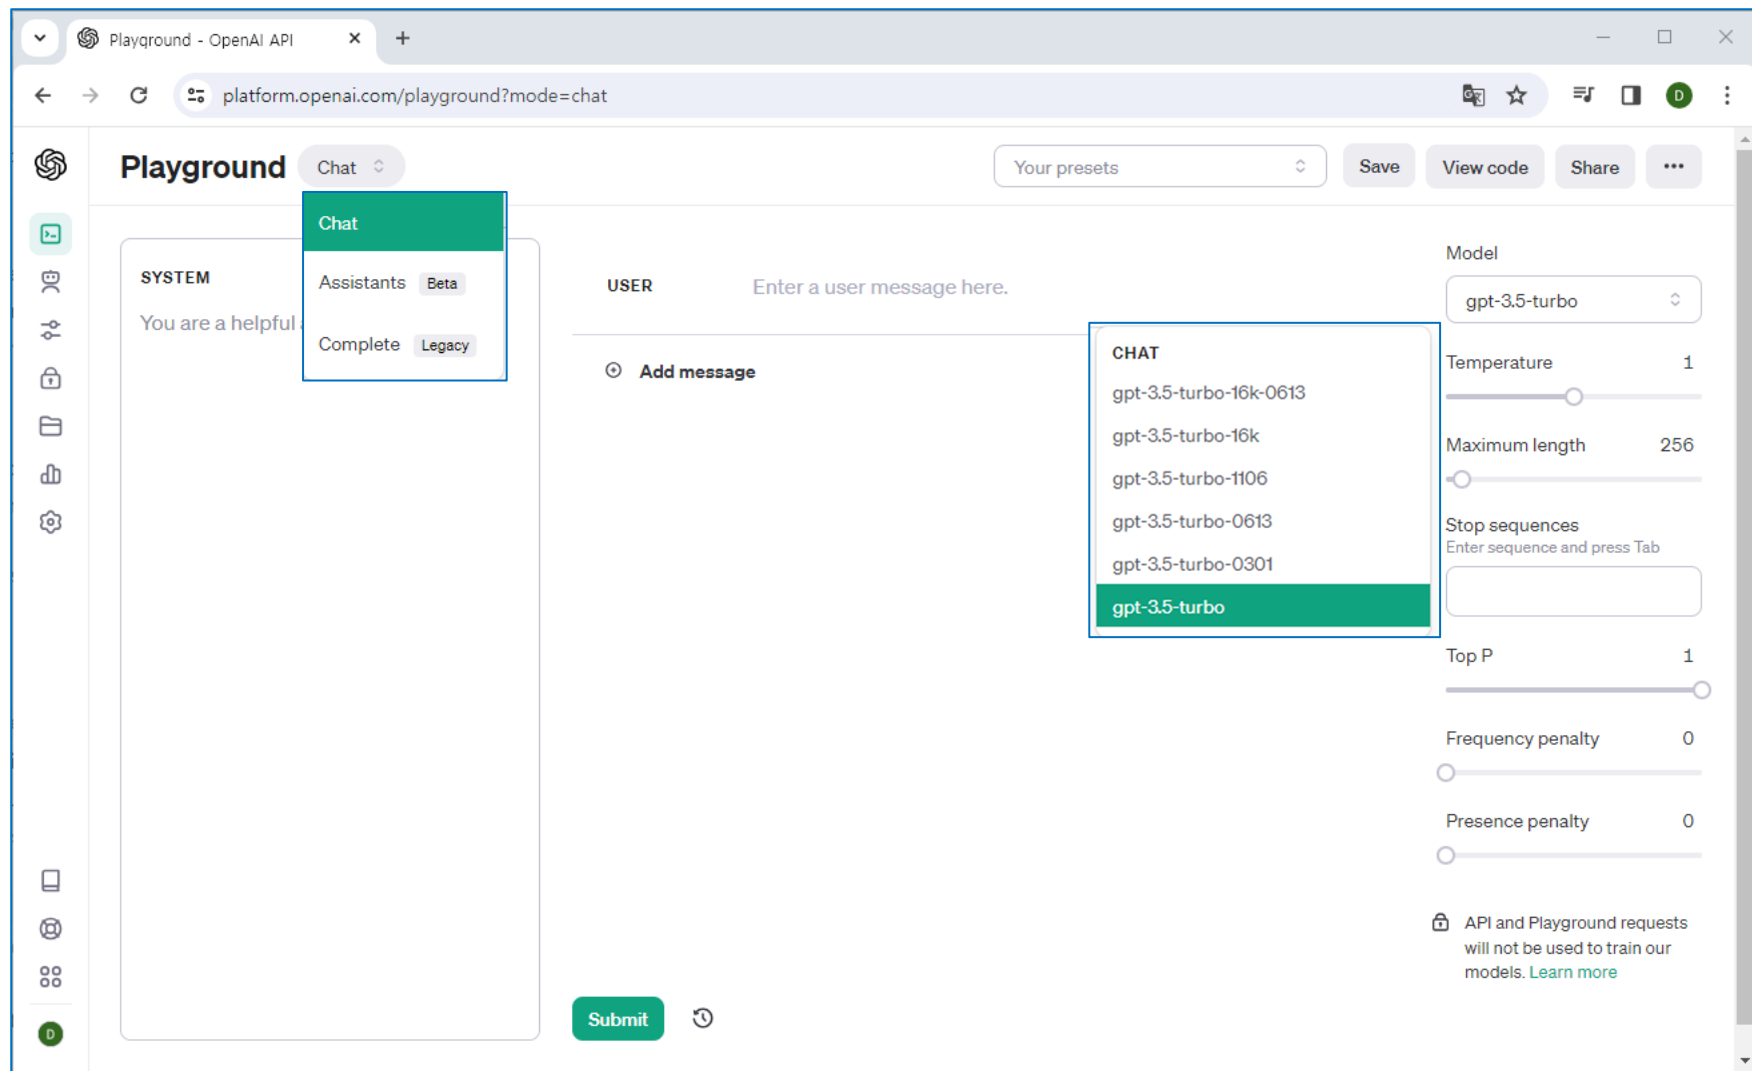 Playground - OpenAI API
platform.openai.com/playground?mode=chat
D
Playground
Chat
Your presets
Save
View code
Share
Chat
Assistants Beta
Complete Legacy
SYSTEM
You are a helpful
USER
Enter a user message here.
Add message
CHAT
gpt-3.5-turbo-16k-0613
gpt-3.5-turbo-16k
gpt-3.5-turbo-1106
gpt-3.5-turbo-0613
gpt-3.5-turbo-0301
gpt-3.5-turbo
Model
gpt-3.5-turbo
Temperature 1
Maximum length 256
Stop sequences
Enter sequence and press Tab
Top P 1
Frequency penalty 0
Presence penalty 0
API and Playground requests
will not be used to train our
models. Learn more
Submit
D